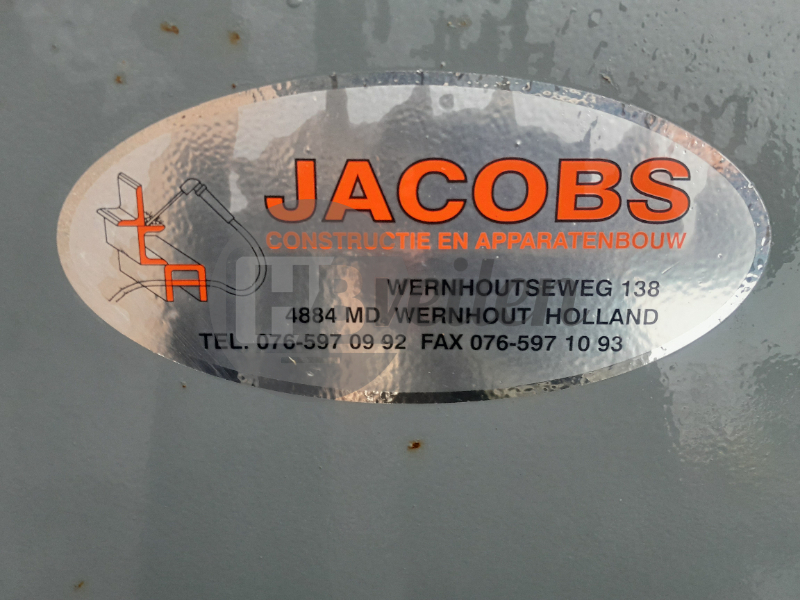 JACOBS
CONSTRUCTIE EN APPARATENBOUW
WERNHOUTSEWEG 138
4884 MD WERNHOUT HOLLAND
TEL. 076-597 09 92 FAX 076-597 10 93
veilen